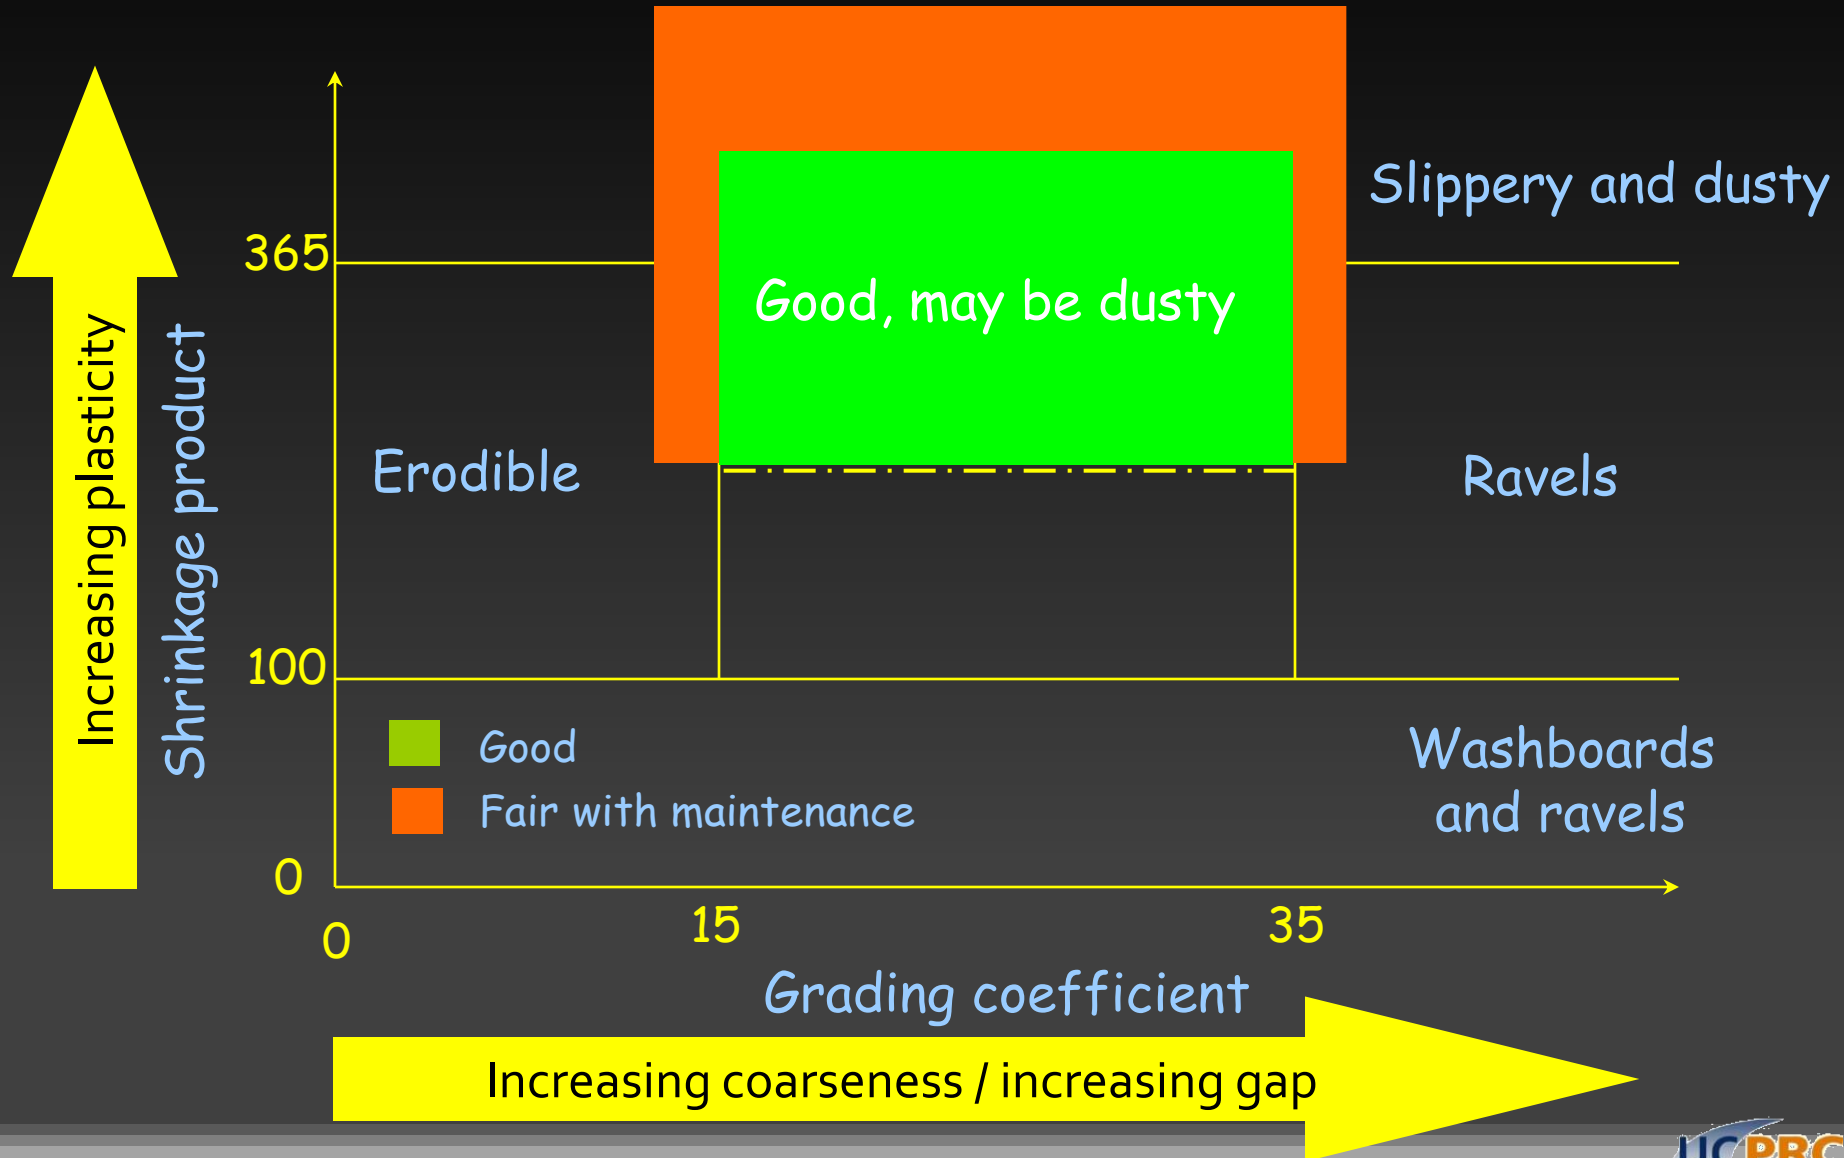 Slippery and dusty
365
Good, may be dusty
Increasing plasticity
Shrinkage product
Erodible
Ravels
100
Good
Fair with maintenance
Washboards
and ravels
0
0
15
35
Grading coefficient
Increasing coarseness / increasing gap
UCPRC